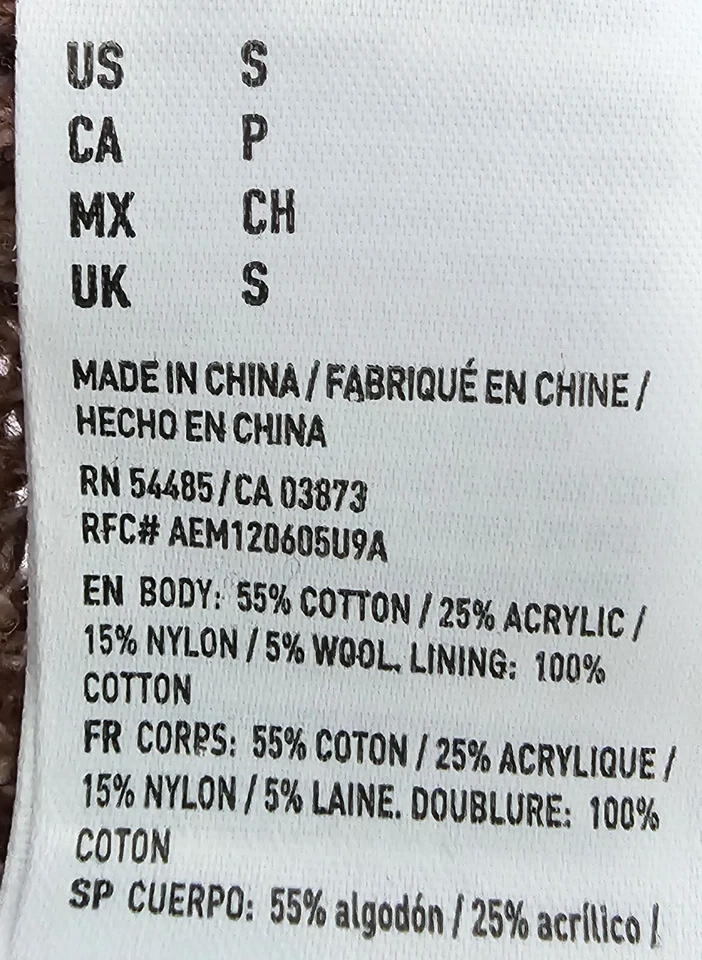 US S
CA P
MX CH
UK S
MADE IN CHINA / FABRIQUÉ EN CHINE /
HECHO EN CHINA
RN 54485 / CA 03873
RFC# AEM120605U9A
EN BODY: 55% COTTON / 25% ACRYLIC /
15% NYLON / 5% WOOL. LINING: 100%
COTTON
FR CORPS: 55% COTON / 25% ACRYLIQUE /
15% NYLON / 5% LAINE. DOUBLURE: 100%
COTON
SP CUERPO: 55% algodón / 25% acrílico /